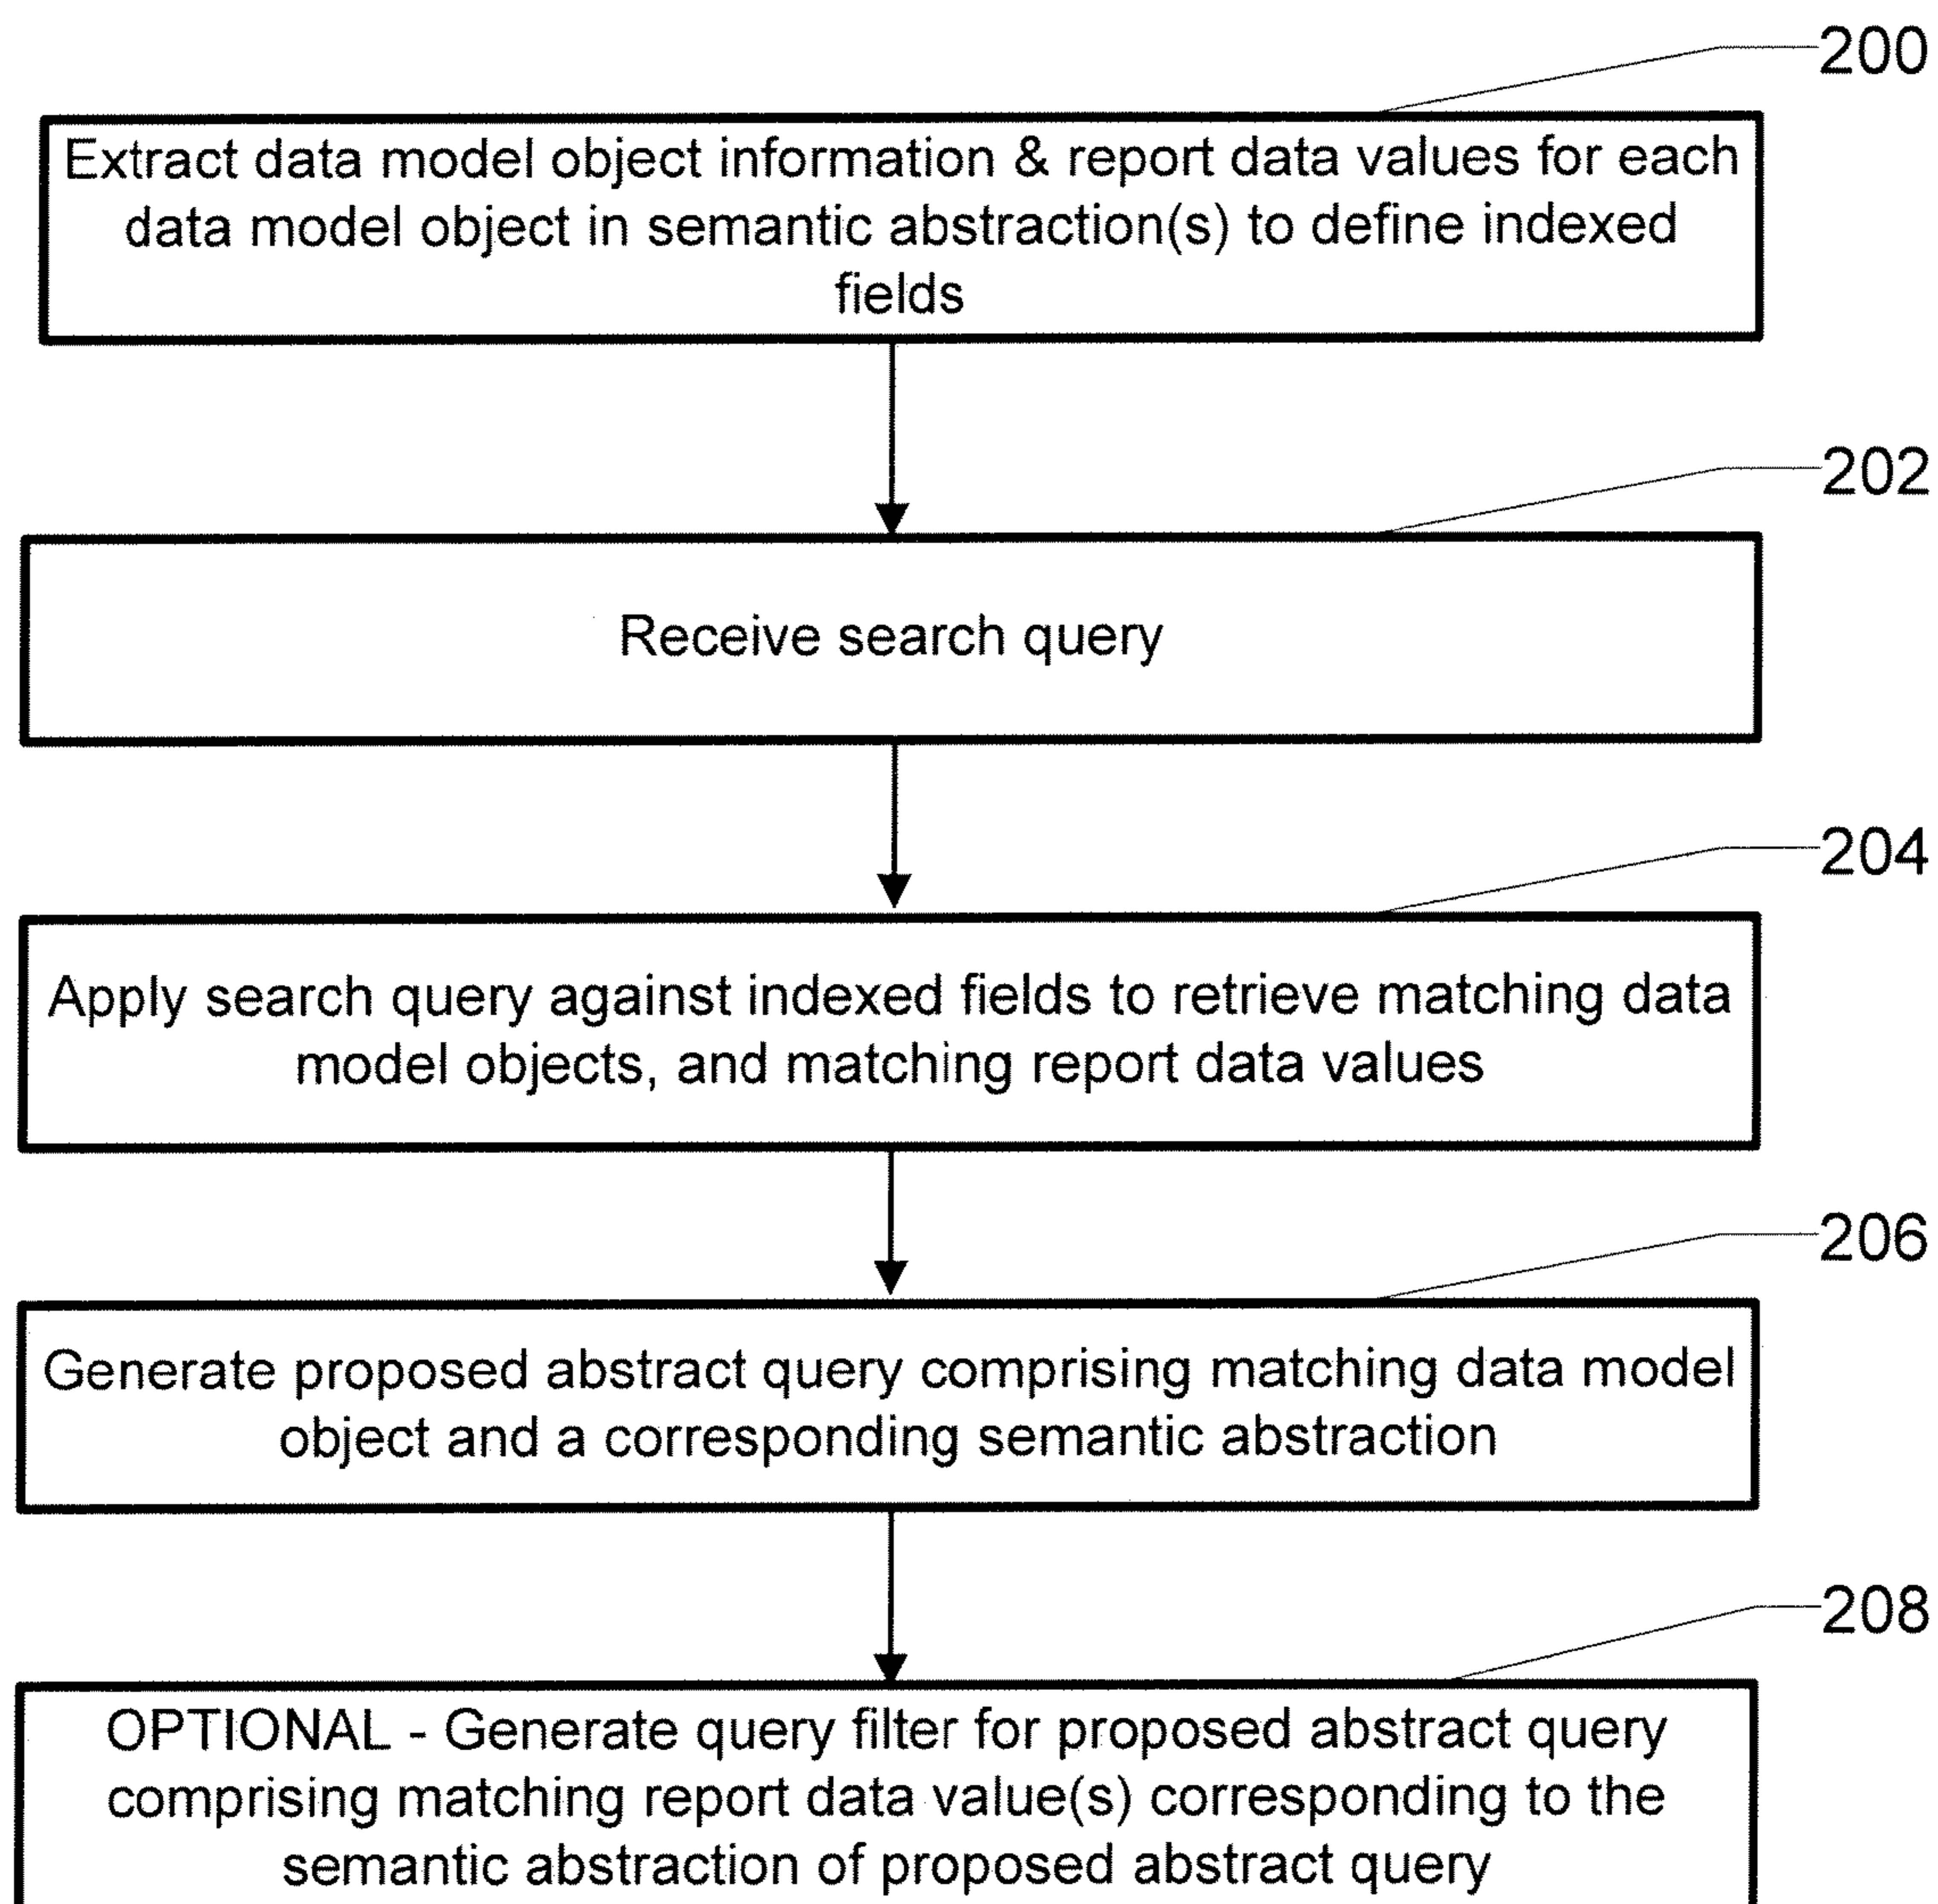 200
Extract data model object information & report data values for each
data model object in semantic abstraction(s) to define indexed
fields
202
Receive search query
204
Apply search query against indexed fields to retrieve matching data
model objects, and matching report data values
206
Generate proposed abstract query comprising matching data model
object and a corresponding semantic abstraction
208
OPTIONAL - Generate query filter for proposed abstract query
comprising matching report data value(s) corresponding to the
semantic abstraction of proposed abstract query